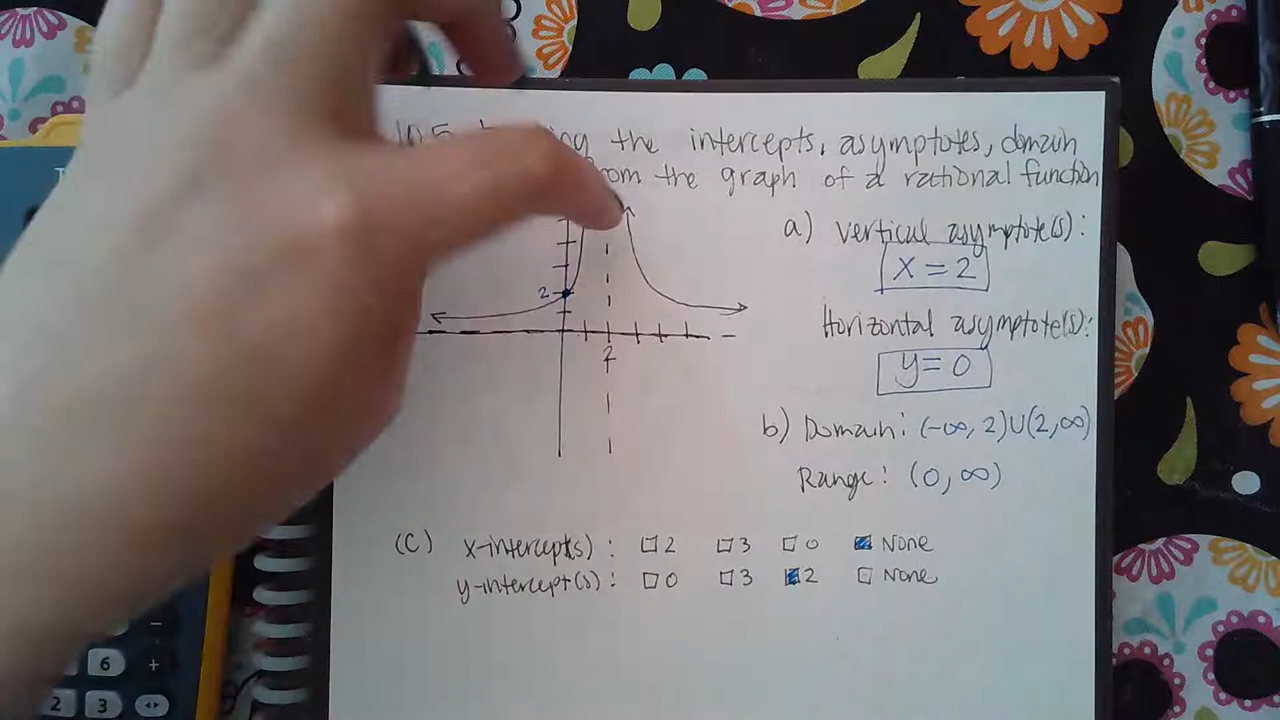 the intercepts, asymptotes, domain
the graph of a rational function
a) vertical asymptote(s):
x = 2
Horizontal asymptote(s):
y = 0
b) Domain: (-∞, 2)∪(2, ∞)
Range: (0, ∞)
2
2
(C) x-intercept(s): 2 3 0 None
y-intercept(s): 0 3 2 None
6 +
2 3